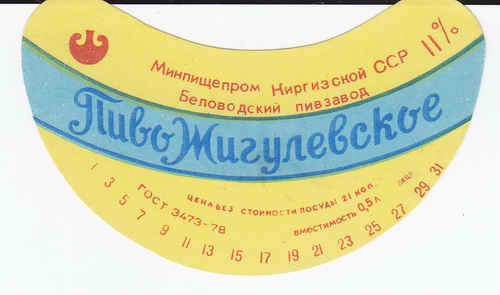 Минпищепром Киргизской ССР 11%
Беловодский пивзавод
Пиво Жигулевское
ЦЕНА БЕЗ СТОИМОСТИ ПОСУДЫ 21 коп.
ГОСТ 3473-78
вместимость 0,5 л
1 3 5 7 9 11 13 15 17 19 21 23 25 27 29 31